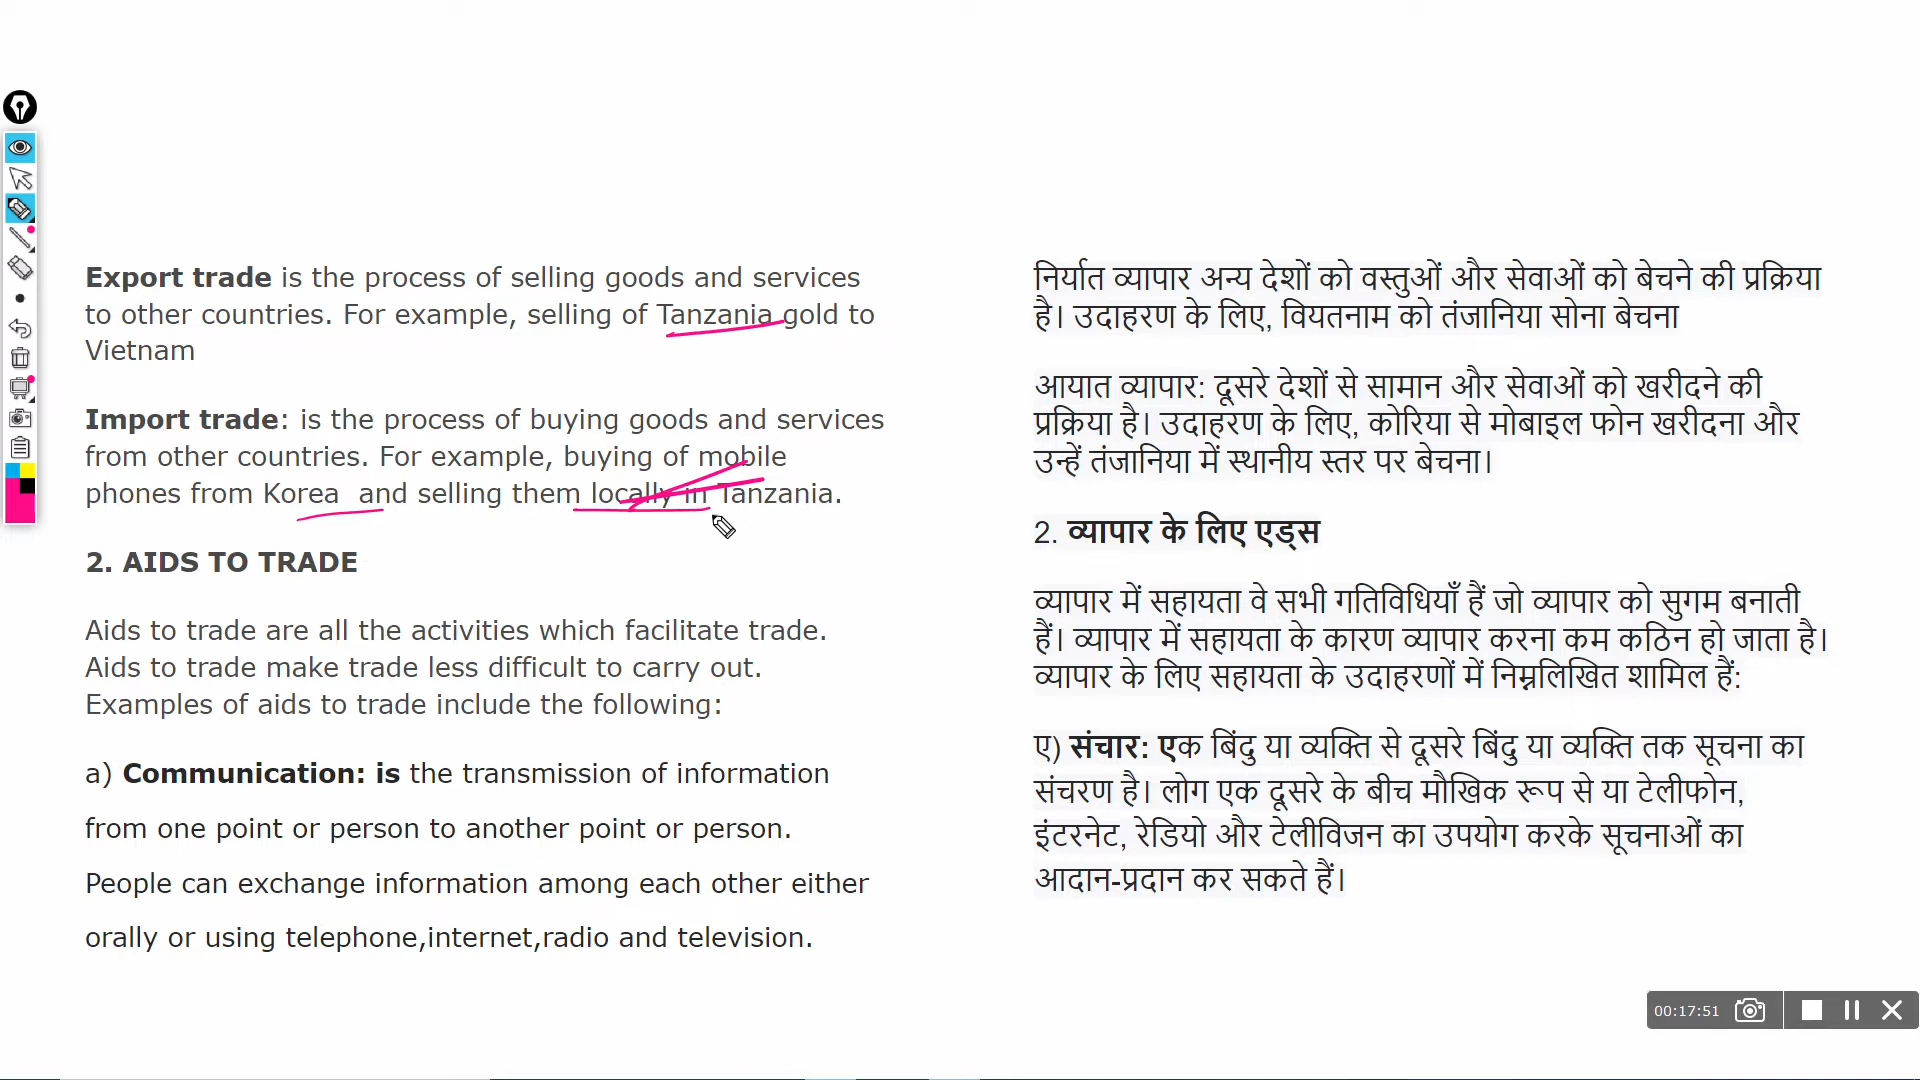 Export trade is the process of selling goods and services
to other countries. For example, selling of Tanzania gold to
Vietnam
Import trade: is the process of buying goods and services
from other countries. For example, buying of mobile
phones from Korea  and selling them locally in Tanzania.
2. AIDS TO TRADE
Aids to trade are all the activities which facilitate trade.
Aids to trade make trade less difficult to carry out.
Examples of aids to trade include the following:
a) Communication: is the transmission of information
from one point or person to another point or person.
People can exchange information among each other either
orally or using telephone,internet,radio and television.
निर्यात व्यापार अन्य देशों को वस्तुओं और सेवाओं को बेचने की प्रक्रिया
है। उदाहरण के लिए, वियतनाम को तंजानिया सोना बेचना
आयात व्यापार: दूसरे देशों से सामान और सेवाओं को खरीदने की
प्रक्रिया है। उदाहरण के लिए, कोरिया से मोबाइल फोन खरीदना और
उन्हें तंजानिया में स्थानीय स्तर पर बेचना।
2. व्यापार के लिए एड्स
व्यापार में सहायता वे सभी गतिविधियाँ हैं जो व्यापार को सुगम बनाती
हैं। व्यापार में सहायता के कारण व्यापार करना कम कठिन हो जाता है।
व्यापार के लिए सहायता के उदाहरणों में निम्नलिखित शामिल हैं:
ए) संचार: एक बिंदु या व्यक्ति से दूसरे बिंदु या व्यक्ति तक सूचना का
संचरण है। लोग एक दूसरे के बीच मौखिक रूप से या टेलीफोन,
इंटरनेट, रेडियो और टेलीविजन का उपयोग करके सूचनाओं का
आदान-प्रदान कर सकते हैं।
00:17:51